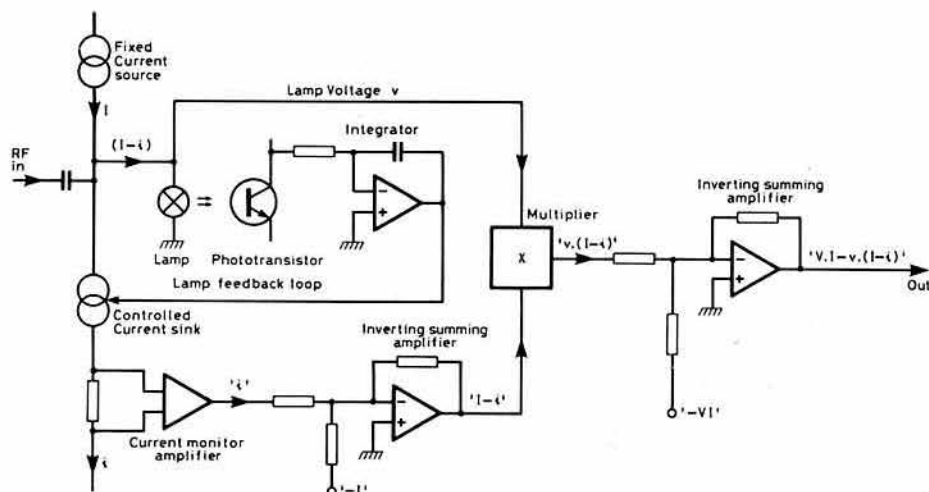 Fixed
Current
source
I
Lamp Voltage v
(I-i)
Integrator
RF
in
-
+
Lamp
Phototransistor
Lamp feedback loop
Controlled
Current sink
Multiplier
X
'v.(I-i)'
Inverting summing
amplifier
-
+
'V.I-v.(I-i)'
Out
'-VI'
Inverting summing
amplifier
'i'
-
+
'I-i'
Current monitor
amplifier
i
'-I'